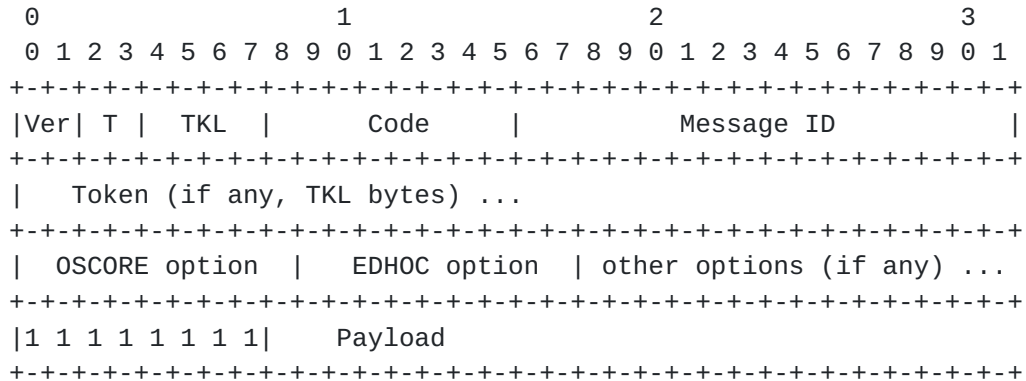 0                   1                   2                   3
 0 1 2 3 4 5 6 7 8 9 0 1 2 3 4 5 6 7 8 9 0 1 2 3 4 5 6 7 8 9 0 1
+-+-+-+-+-+-+-+-+-+-+-+-+-+-+-+-+-+-+-+-+-+-+-+-+-+-+-+-+-+-+-+-+
|Ver| T |  TKL  |      Code     |          Message ID           |
+-+-+-+-+-+-+-+-+-+-+-+-+-+-+-+-+-+-+-+-+-+-+-+-+-+-+-+-+-+-+-+-+
|   Token (if any, TKL bytes) ...
+-+-+-+-+-+-+-+-+-+-+-+-+-+-+-+-+-+-+-+-+-+-+-+-+-+-+-+-+-+-+-+-+
|  OSCORE option  |   EDHOC option  | other options (if any) ...
+-+-+-+-+-+-+-+-+-+-+-+-+-+-+-+-+-+-+-+-+-+-+-+-+-+-+-+-+-+-+-+-+
|1 1 1 1 1 1 1 1|    Payload
+-+-+-+-+-+-+-+-+-+-+-+-+-+-+-+-+-+-+-+-+-+-+-+-+-+-+-+-+-+-+-+-+